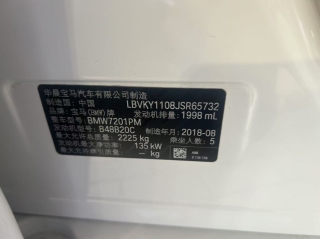 华晨宝马汽车有限公司制造
制造国：中国 LBVKY1108JSR65732
品牌：宝马(BMW)牌 发动机排量：1998 mL
整车型号：BMW7201PM
发动机型号：B48B20C 制造年月：2018-08
最大允许总质量：2225 kg 乘坐人数：5
发动机最大净功率：135 kW